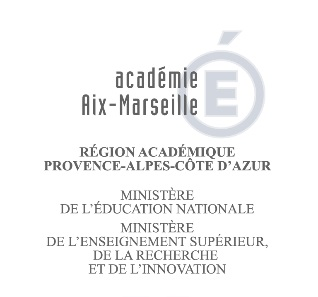 académie
Aix-Marseille
É
RÉGION ACADÉMIQUE
PROVENCE-ALPES-CÔTE D’AZUR
MINISTÈRE
DE L’ÉDUCATION NATIONALE
MINISTÈRE
DE L’ENSEIGNEMENT SUPÉRIEUR,
DE LA RECHERCHE
ET DE L’INNOVATION